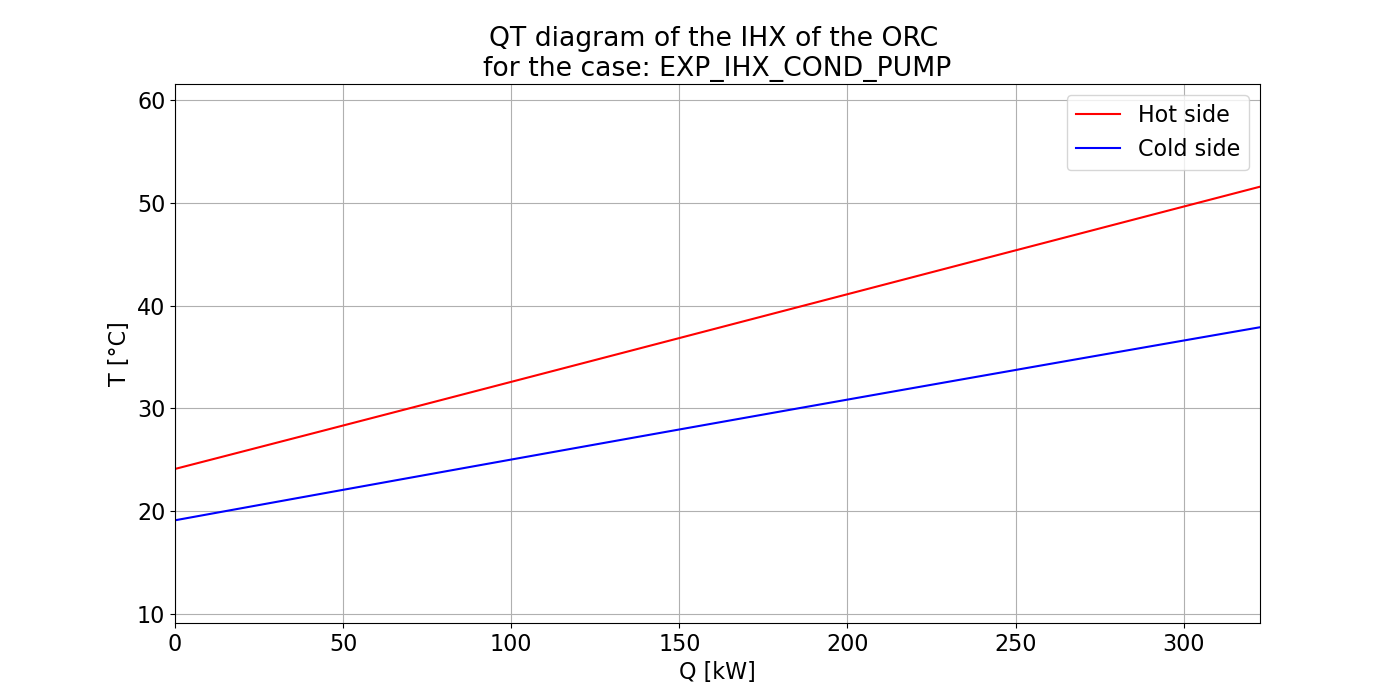 QT diagram of the IHX of the ORC
for the case: EXP_IHX_COND_PUMP
Hot side
Cold side
60
50
40
30
20
10
T [°C]
0 50 100 150 200 250 300
Q [kW]